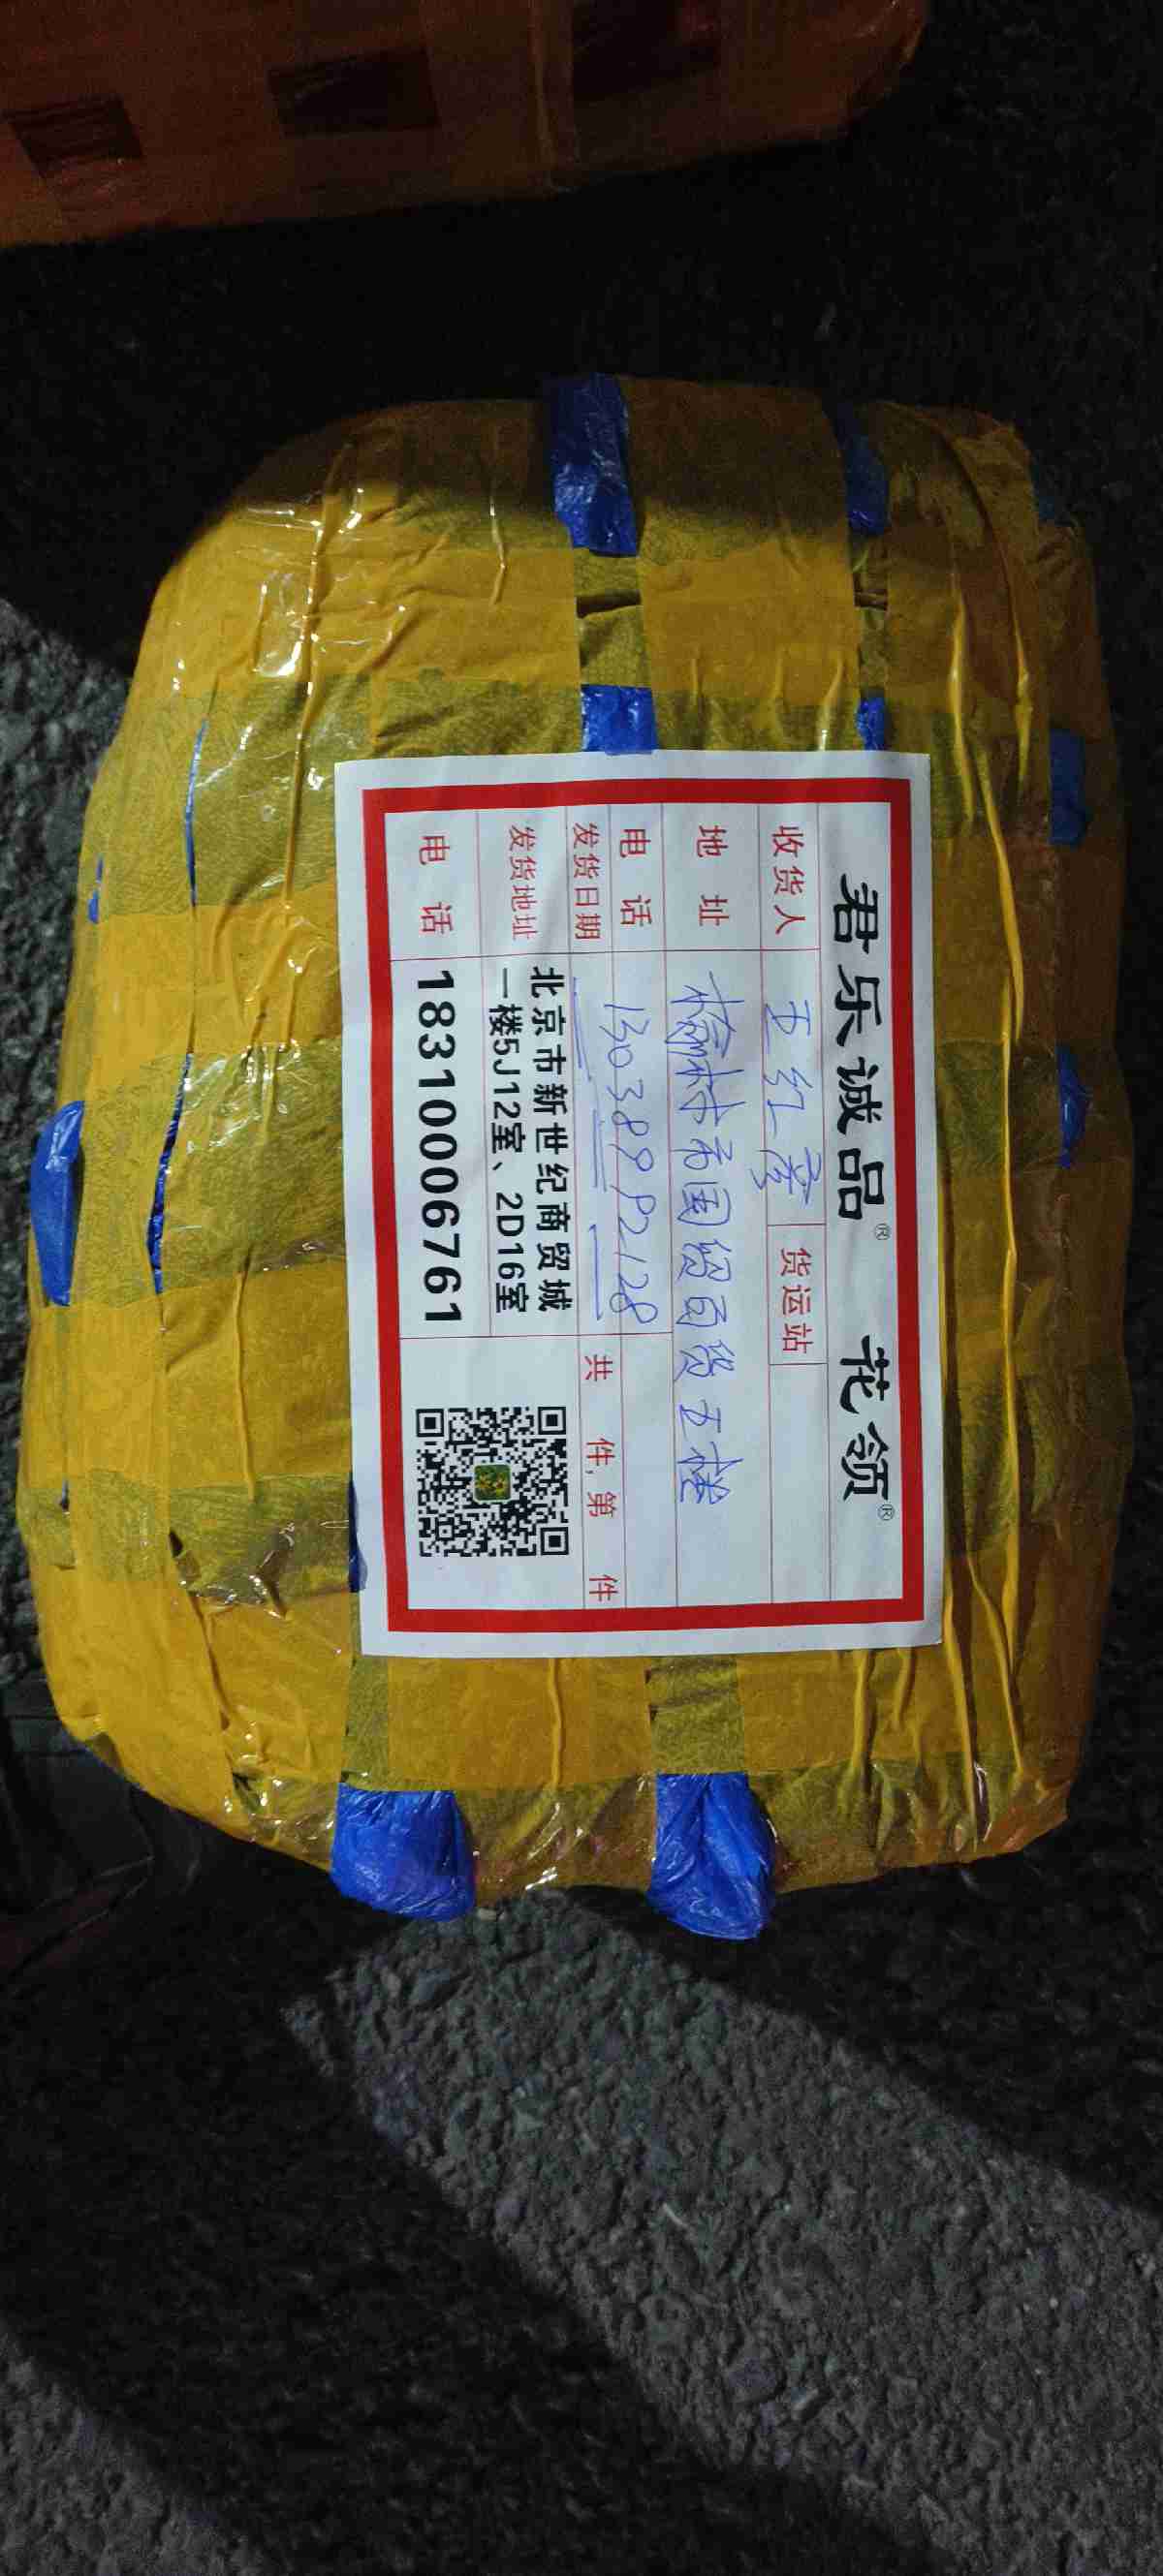 君乐诚品® 花领®
收货人 王红彦 货运站
地址 榆树市国贸百货五楼
电话 13038992128
发货日期 共 件,第 件
发货地址 北京市新世纪商贸城
一楼5J12室、2D16室
电话 18310006761